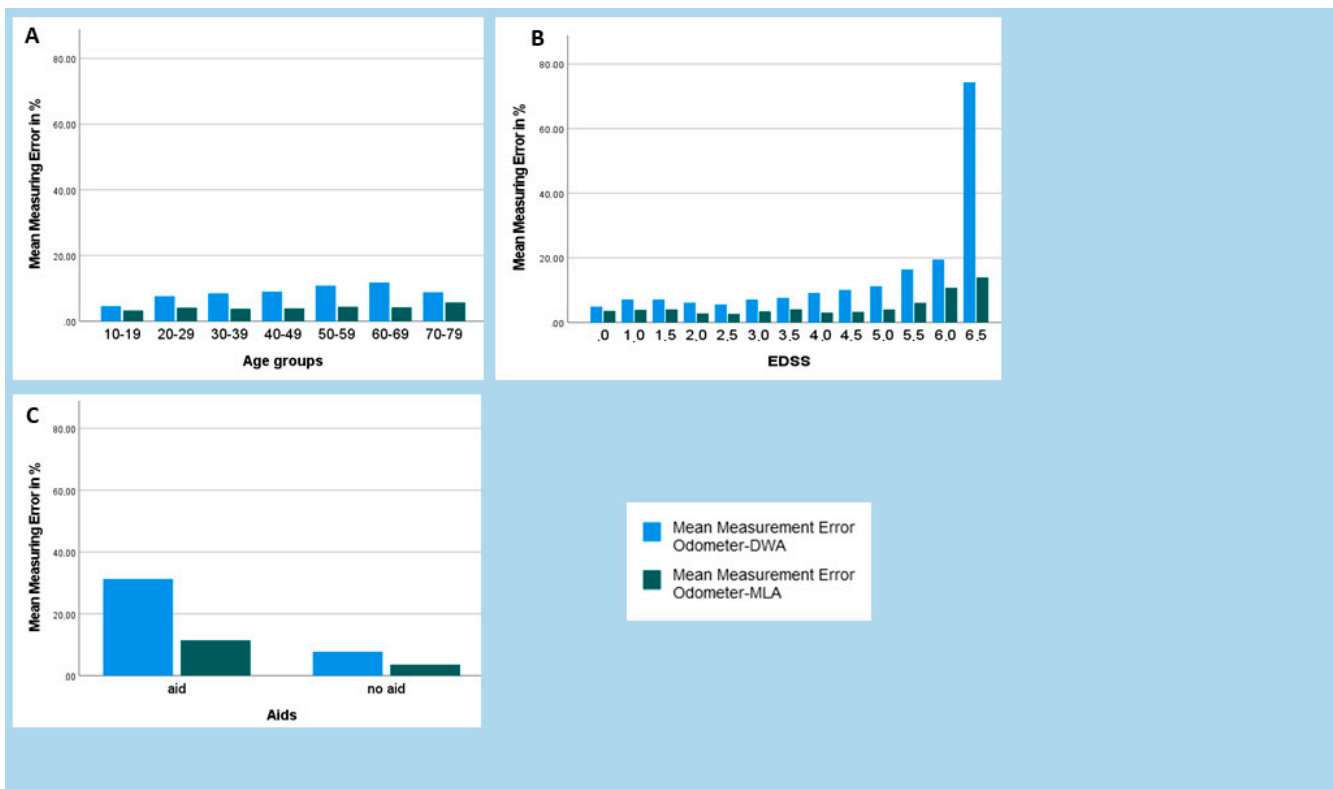 A
Mean Measuring Error in %
80.00
60.00
40.00
20.00
.00
10-19 20-29 30-39 40-49 50-59 60-69 70-79
Age groups
B
Mean Measuring Error in %
80.00
60.00
40.00
20.00
.00
.0 1.0 1.5 2.0 2.5 3.0 3.5 4.0 4.5 5.0 5.5 6.0 6.5
EDSS
C
Mean Measuring Error in %
80.00
60.00
40.00
20.00
.00
aid no aid
Aids
Mean Measurement Error
Odometer-DWA
Mean Measurement Error
Odometer-MLA